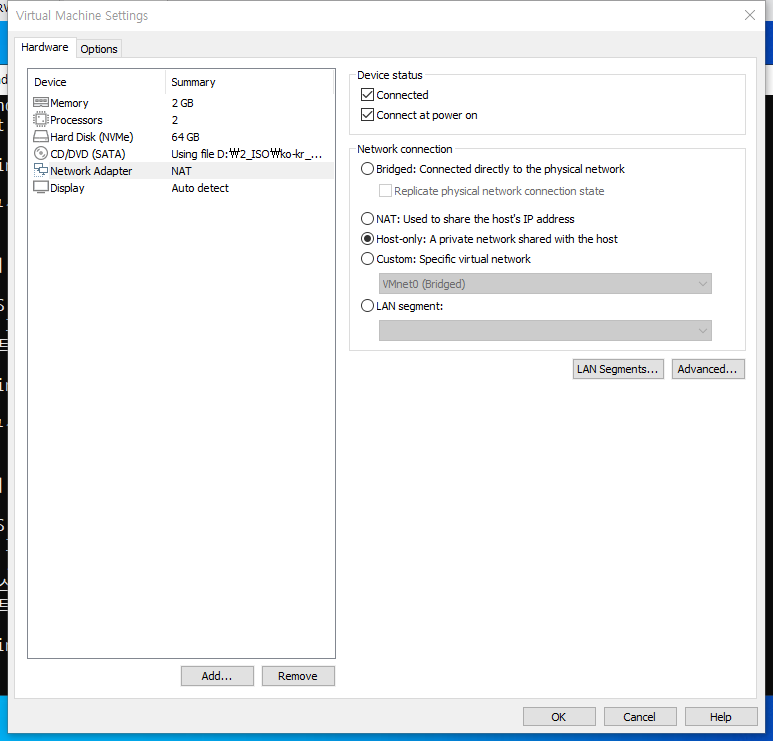 Virtual Machine Settings
Hardware
Options
Device Summary
Memory 2 GB
Processors 2
Hard Disk (NVMe) 64 GB
CD/DVD (SATA) Using file D:₩2_ISO₩ko-kr_...
Network Adapter NAT
Display Auto detect
Add...
Remove
Device status
Connected
Connect at power on
Network connection
Bridged: Connected directly to the physical network
Replicate physical network connection state
NAT: Used to share the host's IP address
Host-only: A private network shared with the host
Custom: Specific virtual network
VMnet0 (Bridged)
LAN segment:
LAN Segments...
Advanced...
OK
Cancel
Help